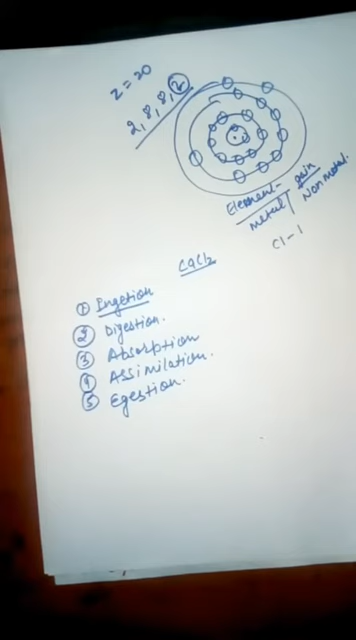 Z = 20
2, 8, 8, 2
Element-
metal / gain
Non metal.
Cl - 1
CaCl2
① Ingetion
② Digestion.
③ Absorption
④ Assimilation.
⑤ Egestion.